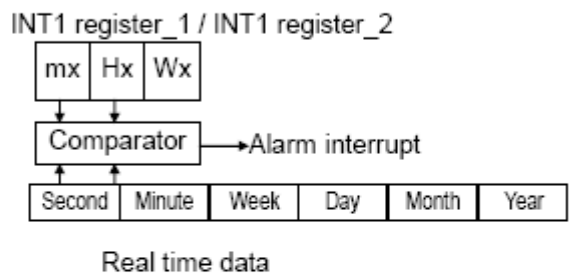 INT1 register_1 / INT1 register_2
mx Hx Wx
Comparator Alarm interrupt
Second Minute Week Day Month Year
Real time data